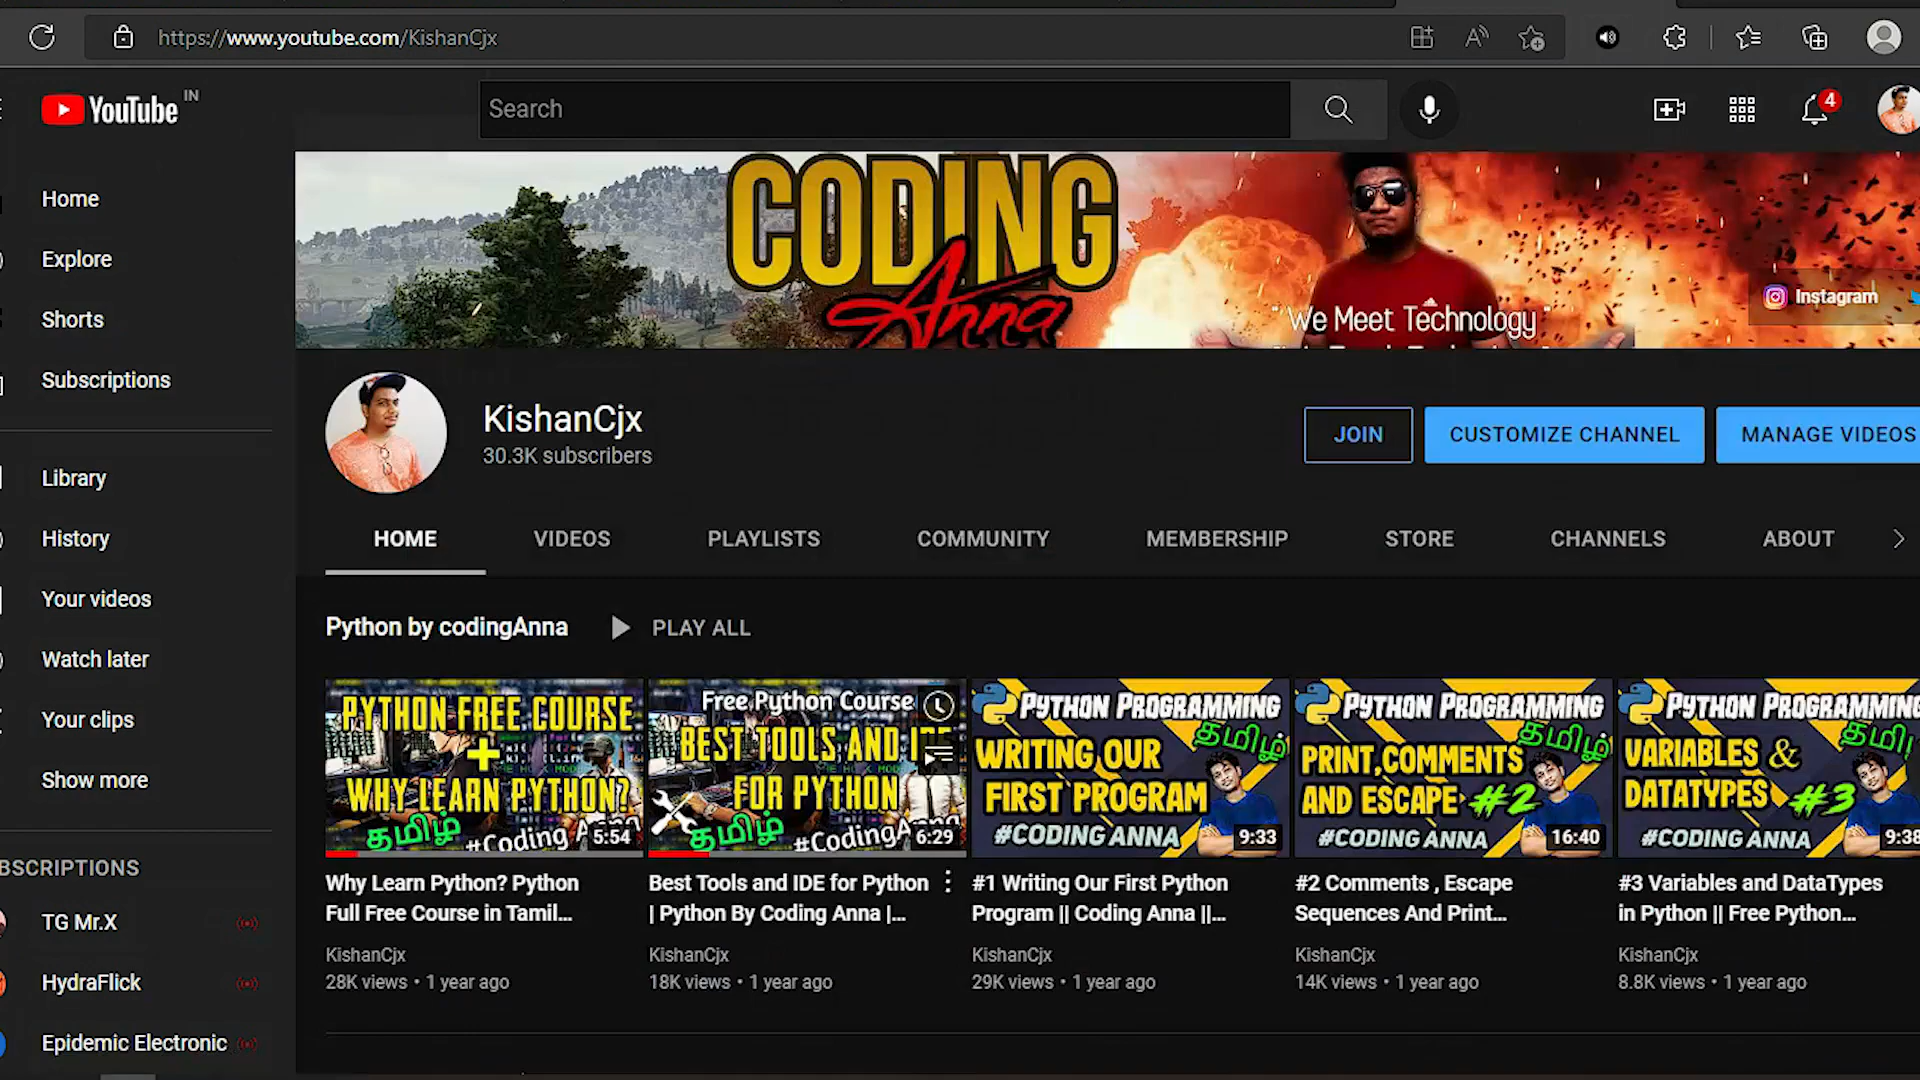 https://www.youtube.com/KishanCjx
YouTube IN
Search
4
Home
Explore
Shorts
Subscriptions
Library
History
Your videos
Watch later
Your clips
Show more
BSCRIPTIONS
TG Mr.X
HydraFlick
Epidemic Electronic
CODING
Anna
"We Meet Technology"
Instagram
KishanCjx
30.3K subscribers
JOIN
CUSTOMIZE CHANNEL
MANAGE VIDEOS
HOME
VIDEOS
PLAYLISTS
COMMUNITY
MEMBERSHIP
STORE
CHANNELS
ABOUT
Python by codingAnna
PLAY ALL
PYTHON FREE COURSE
+
WHY LEARN PYTHON?
தமிழ்
#Coding
5:54
Why Learn Python? Python
Full Free Course in Tamil...
KishanCjx
28K views • 1 year ago
Free Python Course
BEST TOOLS AND
FOR PYTHON
தமிழ்
#CodingA
6:29
Best Tools and IDE for Python
| Python By Coding Anna |...
KishanCjx
18K views • 1 year ago
PYTHON PROGRAMMING
தமிழ்
WRITING OUR
FIRST PROGRAM
#CODING ANNA
9:33
#1 Writing Our First Python
Program || Coding Anna ||...
KishanCjx
29K views • 1 year ago
PYTHON PROGRAMMING
தமிழ்
PRINT,COMMENTS
AND ESCAPE #2
#CODING ANNA
16:40
#2 Comments , Escape
Sequences And Print...
KishanCjx
14K views • 1 year ago
PYTHON PROGRAMMING
தமிழ்
VARIABLES &
DATATYPES #3
#CODING ANNA
9:38
#3 Variables and DataTypes
in Python || Free Python...
KishanCjx
8.8K views • 1 year ago